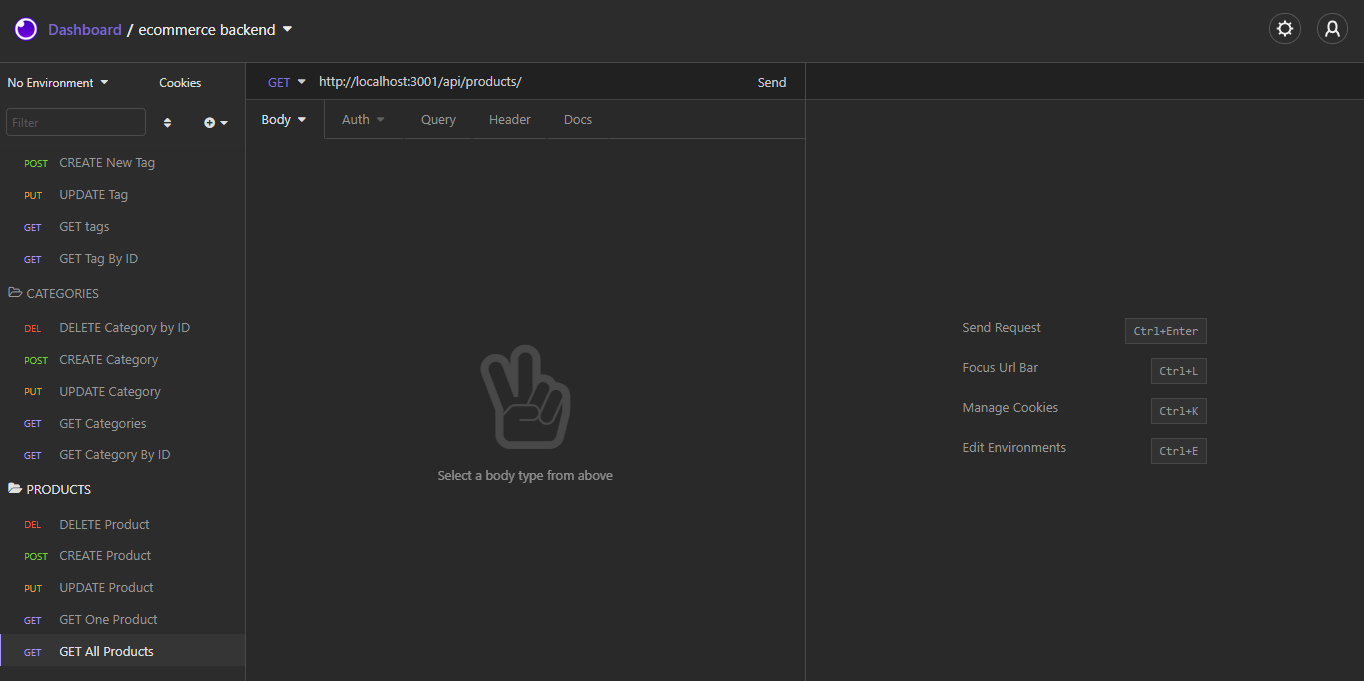 Dashboard / ecommerce backend
No Environment
Cookies
Filter
POST CREATE New Tag
PUT UPDATE Tag
GET GET tags
GET GET Tag By ID
CATEGORIES
DEL DELETE Category by ID
POST CREATE Category
PUT UPDATE Category
GET GET Categories
GET GET Category By ID
PRODUCTS
DEL DELETE Product
POST CREATE Product
PUT UPDATE Product
GET GET One Product
GET GET All Products
GET http://localhost:3001/api/products/ Send
Body Auth Query Header Docs
Select a body type from above
Send Request Ctrl+Enter
Focus Url Bar Ctrl+L
Manage Cookies Ctrl+K
Edit Environments Ctrl+E